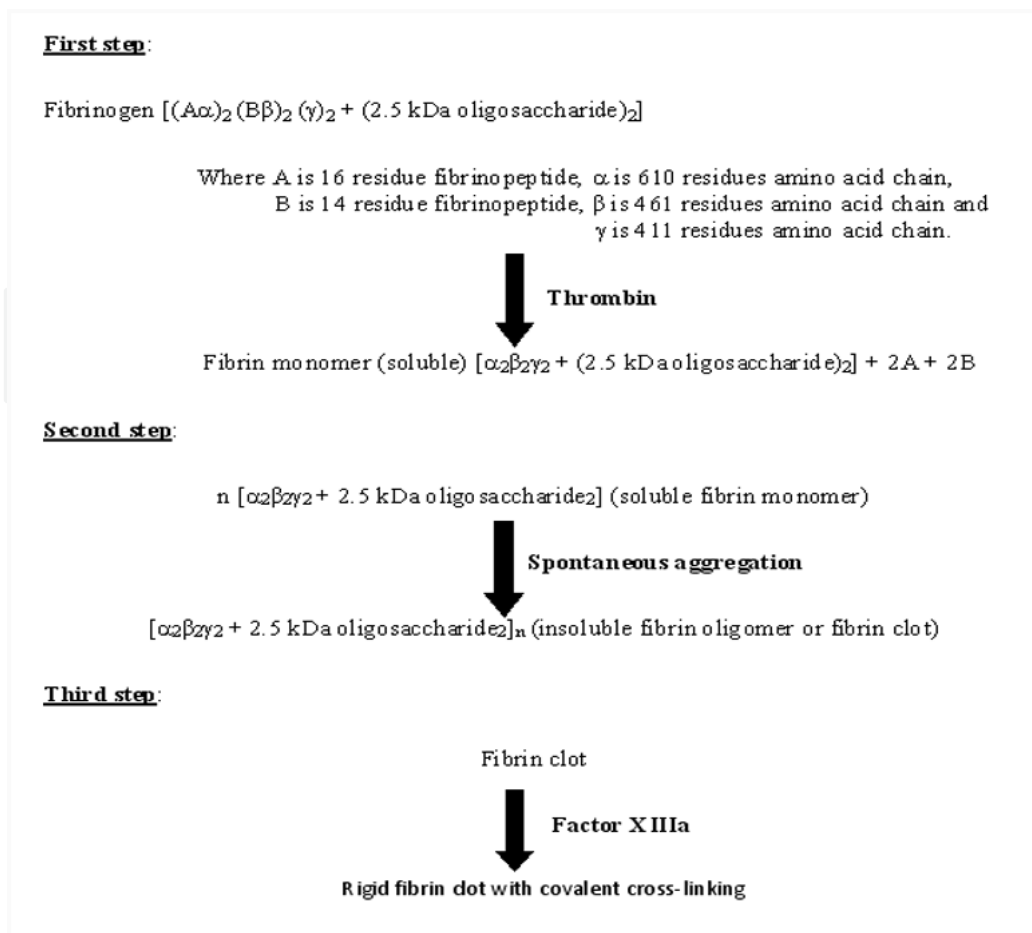 First step:
Fibrinogen [(Aα)₂ (Bβ)₂ (γ)₂ + (2.5 kDa oligosaccharide)₂]
Where A is 16 residue fibrinopeptide, α is 610 residues amino acid chain,
B is 14 residue fibrinopeptide, β is 461 residues amino acid chain and
γ is 411 residues amino acid chain.
Thrombin
Fibrin monomer (soluble) [α₂β₂γ₂ + (2.5 kDa oligosaccharide)₂] + 2A + 2B
Second step:
n [α₂β₂γ₂ + 2.5 kDa oligo saccharide₂] (soluble fibrin monomer)
Spontaneous aggregation
[α₂β₂γ₂ + 2.5 kDa oligosaccharide₂]ₙ (insoluble fibrin oligomer or fibrin clot)
Third step:
Fibrin clot
Factor XIIIa
Rigid fibrin clot with covalent cross-linking